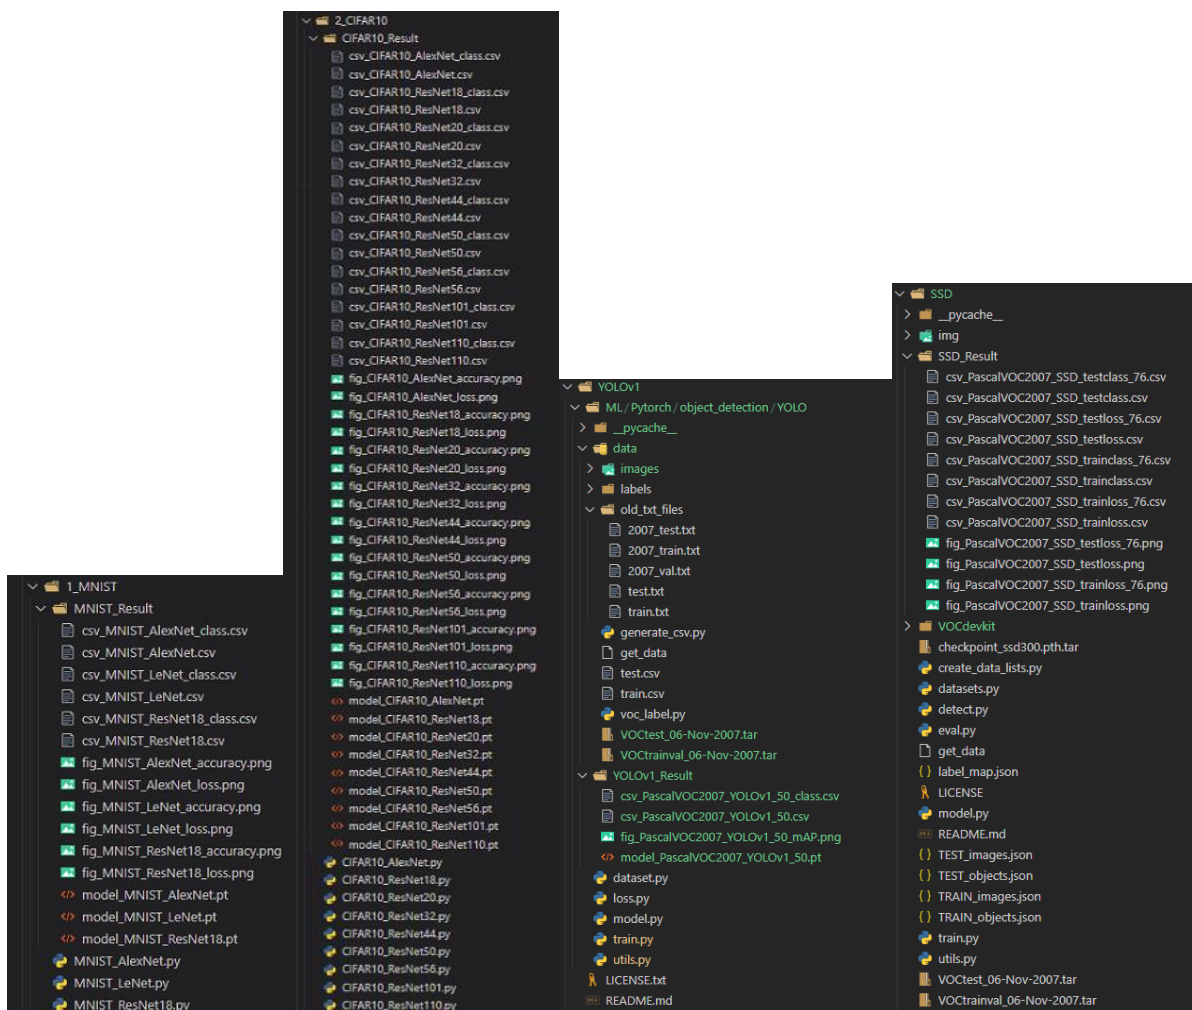 1_MNIST
MNIST_Result
csv_MNIST_AlexNet_class.csv
csv_MNIST_AlexNet.csv
csv_MNIST_LeNet_class.csv
csv_MNIST_LeNet.csv
csv_MNIST_ResNet18_class.csv
csv_MNIST_ResNet18.csv
fig_MNIST_AlexNet_accuracy.png
fig_MNIST_AlexNet_loss.png
fig_MNIST_LeNet_accuracy.png
fig_MNIST_LeNet_loss.png
fig_MNIST_ResNet18_accuracy.png
fig_MNIST_ResNet18_loss.png
model_MNIST_AlexNet.pt
model_MNIST_LeNet.pt
model_MNIST_ResNet18.pt
MNIST_AlexNet.py
MNIST_LeNet.py
MNIST_ResNet18.py
2_CIFAR10
CIFAR10_Result
csv_CIFAR10_AlexNet_class.csv
csv_CIFAR10_AlexNet.csv
csv_CIFAR10_ResNet18_class.csv
csv_CIFAR10_ResNet18.csv
csv_CIFAR10_ResNet20_class.csv
csv_CIFAR10_ResNet20.csv
csv_CIFAR10_ResNet32_class.csv
csv_CIFAR10_ResNet32.csv
csv_CIFAR10_ResNet44_class.csv
csv_CIFAR10_ResNet44.csv
csv_CIFAR10_ResNet50_class.csv
csv_CIFAR10_ResNet50.csv
csv_CIFAR10_ResNet56_class.csv
csv_CIFAR10_ResNet56.csv
csv_CIFAR10_ResNet101_class.csv
csv_CIFAR10_ResNet101.csv
csv_CIFAR10_ResNet110_class.csv
csv_CIFAR10_ResNet110.csv
fig_CIFAR10_AlexNet_accuracy.png
fig_CIFAR10_AlexNet_loss.png
fig_CIFAR10_ResNet18_accuracy.png
fig_CIFAR10_ResNet18_loss.png
fig_CIFAR10_ResNet20_accuracy.png
fig_CIFAR10_ResNet20_loss.png
fig_CIFAR10_ResNet32_accuracy.png
fig_CIFAR10_ResNet32_loss.png
fig_CIFAR10_ResNet44_accuracy.png
fig_CIFAR10_ResNet44_loss.png
fig_CIFAR10_ResNet50_accuracy.png
fig_CIFAR10_ResNet50_loss.png
fig_CIFAR10_ResNet56_accuracy.png
fig_CIFAR10_ResNet56_loss.png
fig_CIFAR10_ResNet101_accuracy.png
fig_CIFAR10_ResNet101_loss.png
fig_CIFAR10_ResNet110_accuracy.png
fig_CIFAR10_ResNet110_loss.png
model_CIFAR10_AlexNet.pt
model_CIFAR10_ResNet18.pt
model_CIFAR10_ResNet20.pt
model_CIFAR10_ResNet32.pt
model_CIFAR10_ResNet44.pt
model_CIFAR10_ResNet50.pt
model_CIFAR10_ResNet56.pt
model_CIFAR10_ResNet101.pt
model_CIFAR10_ResNet110.pt
CIFAR10_AlexNet.py
CIFAR10_ResNet18.py
CIFAR10_ResNet20.py
CIFAR10_ResNet32.py
CIFAR10_ResNet44.py
CIFAR10_ResNet50.py
CIFAR10_ResNet56.py
CIFAR10_ResNet101.py
CIFAR10_ResNet110.py
YOLOv1
ML/Pytorch/object_detection/YOLO
__pycache__
data
images
labels
old_txt_files
2007_test.txt
2007_train.txt
2007_val.txt
test.txt
train.txt
generate_csv.py
get_data
test.csv
train.csv
voc_label.py
VOCtest_06-Nov-2007.tar
VOCtrainval_06-Nov-2007.tar
YOLOv1_Result
csv_PascalVOC2007_YOLOv1_50_class.csv
csv_PascalVOC2007_YOLOv1_50.csv
fig_PascalVOC2007_YOLOv1_50_mAP.png
model_PascalVOC2007_YOLOv1_50.pt
dataset.py
loss.py
model.py
train.py
utils.py
LICENSE.txt
README.md
SSD
__pycache__
img
SSD_Result
csv_PascalVOC2007_SSD_testclass_76.csv
csv_PascalVOC2007_SSD_testclass.csv
csv_PascalVOC2007_SSD_testloss_76.csv
csv_PascalVOC2007_SSD_testloss.csv
csv_PascalVOC2007_SSD_trainclass_76.csv
csv_PascalVOC2007_SSD_trainclass.csv
csv_PascalVOC2007_SSD_trainloss_76.csv
csv_PascalVOC2007_SSD_trainloss.csv
fig_PascalVOC2007_SSD_testloss_76.png
fig_PascalVOC2007_SSD_testloss.png
fig_PascalVOC2007_SSD_trainloss_76.png
fig_PascalVOC2007_SSD_trainloss.png
VOCdevkit
checkpoint_ssd300.pth.tar
create_data_lists.py
datasets.py
detect.py
eval.py
get_data
label_map.json
LICENSE
model.py
README.md
TEST_images.json
TEST_objects.json
TRAIN_images.json
TRAIN_objects.json
train.py
utils.py
VOCtest_06-Nov-2007.tar
VOCtrainval_06-Nov-2007.tar